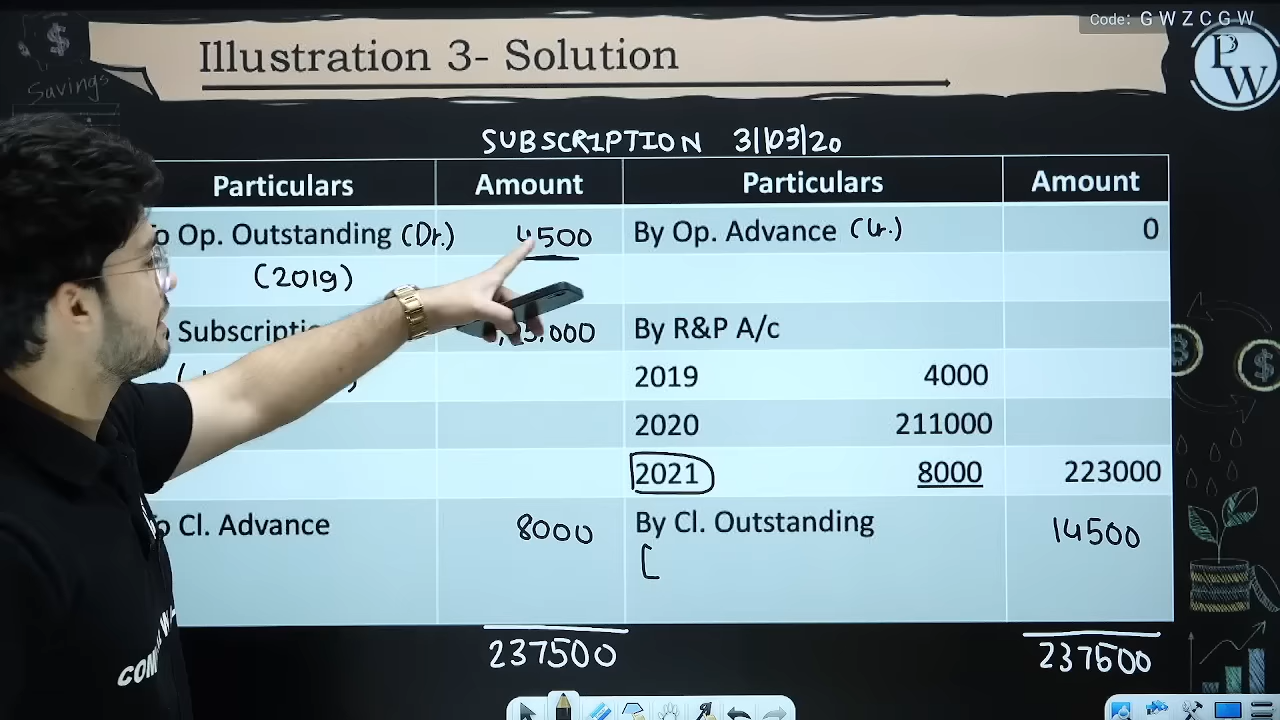 Code: G W Z C G W
Illustration 3- Solution
P
W
Savings
SUBSCRIPTION 31/03/20
Particulars Amount Particulars Amount
Op. Outstanding (Dr.) 4500 By Op. Advance (Cr.) 0
(2019)
By R&P A/c
2019 4000
2020 211000
2021 8000 223000
Cl. Advance 8000 By Cl. Outstanding 14500
[
237500 237500